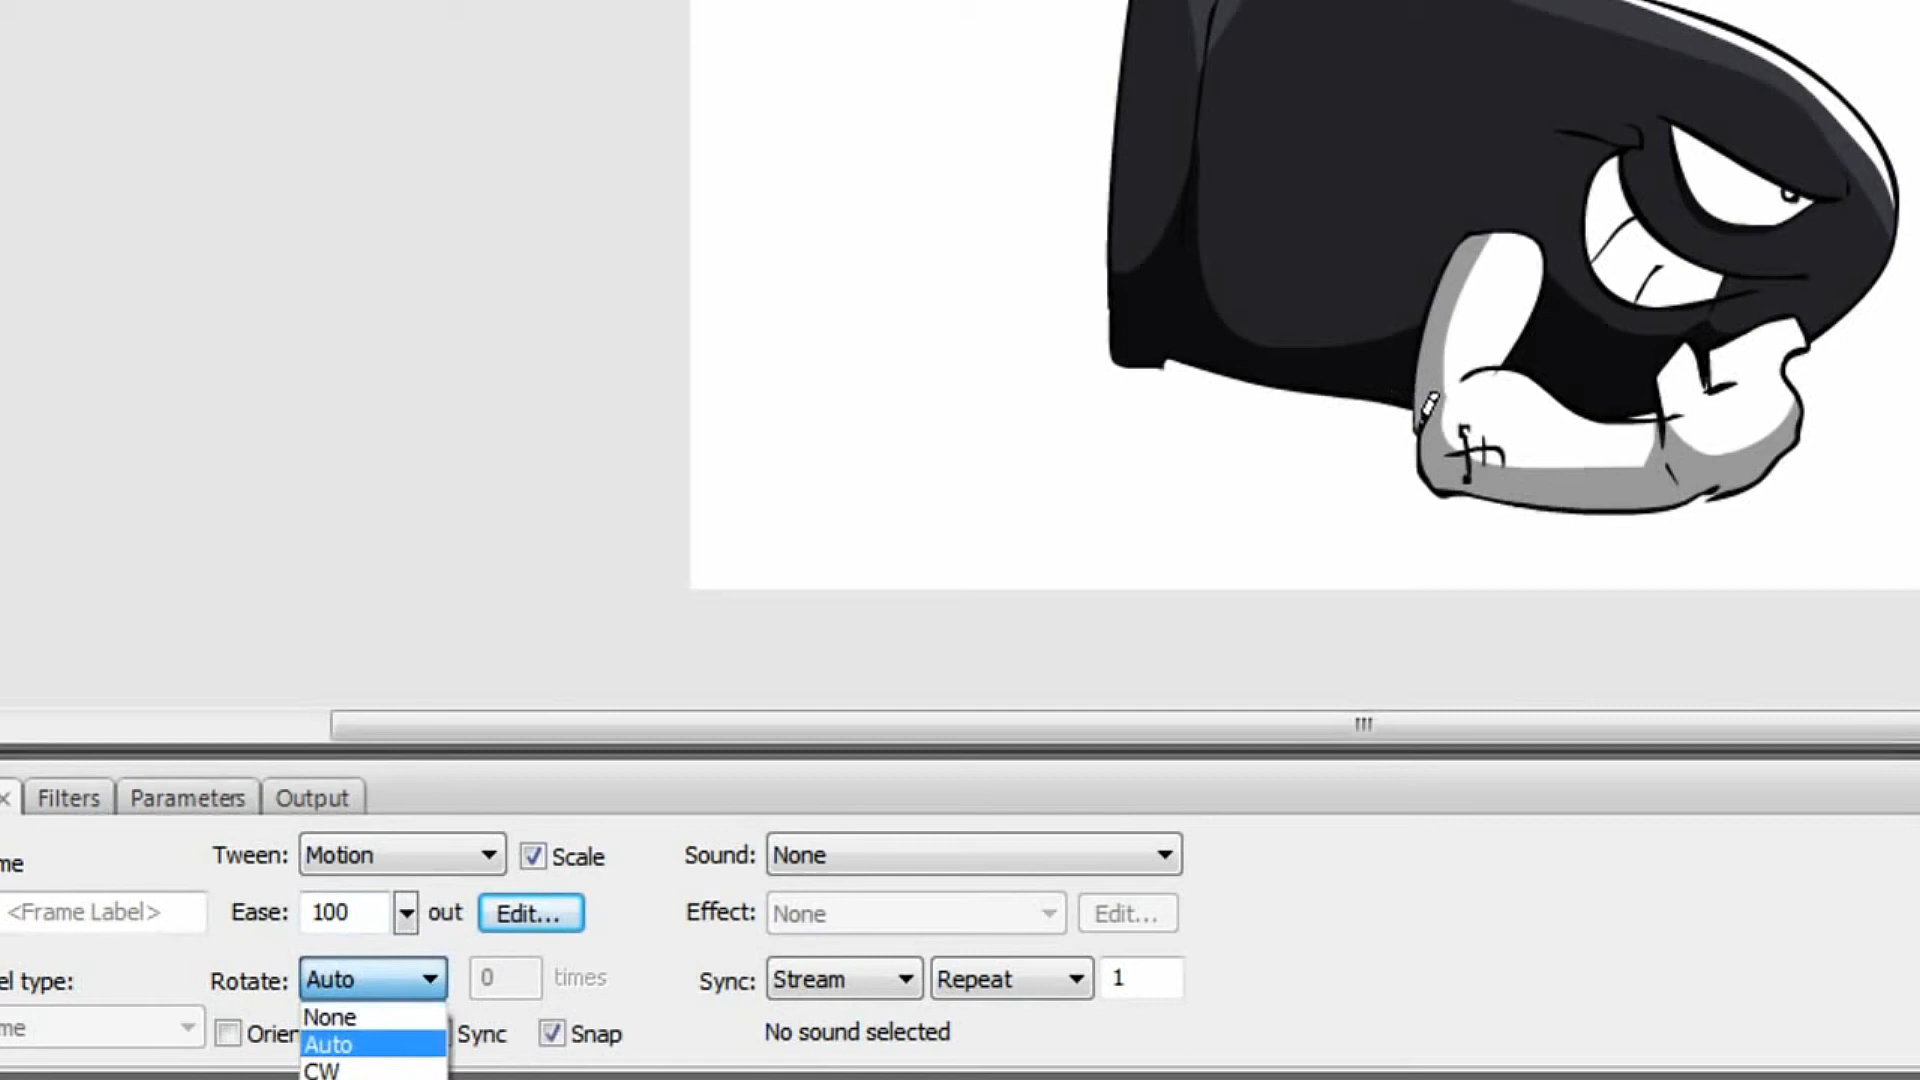 Filters Parameters Output
me Tween: Motion Scale Sound: None
<Frame Label> Ease: 100 out Edit... Effect: None Edit...
el type: Rotate: Auto 0 times Sync: Stream Repeat 1
None
me Orien Sync Snap No sound selected
Auto
CW